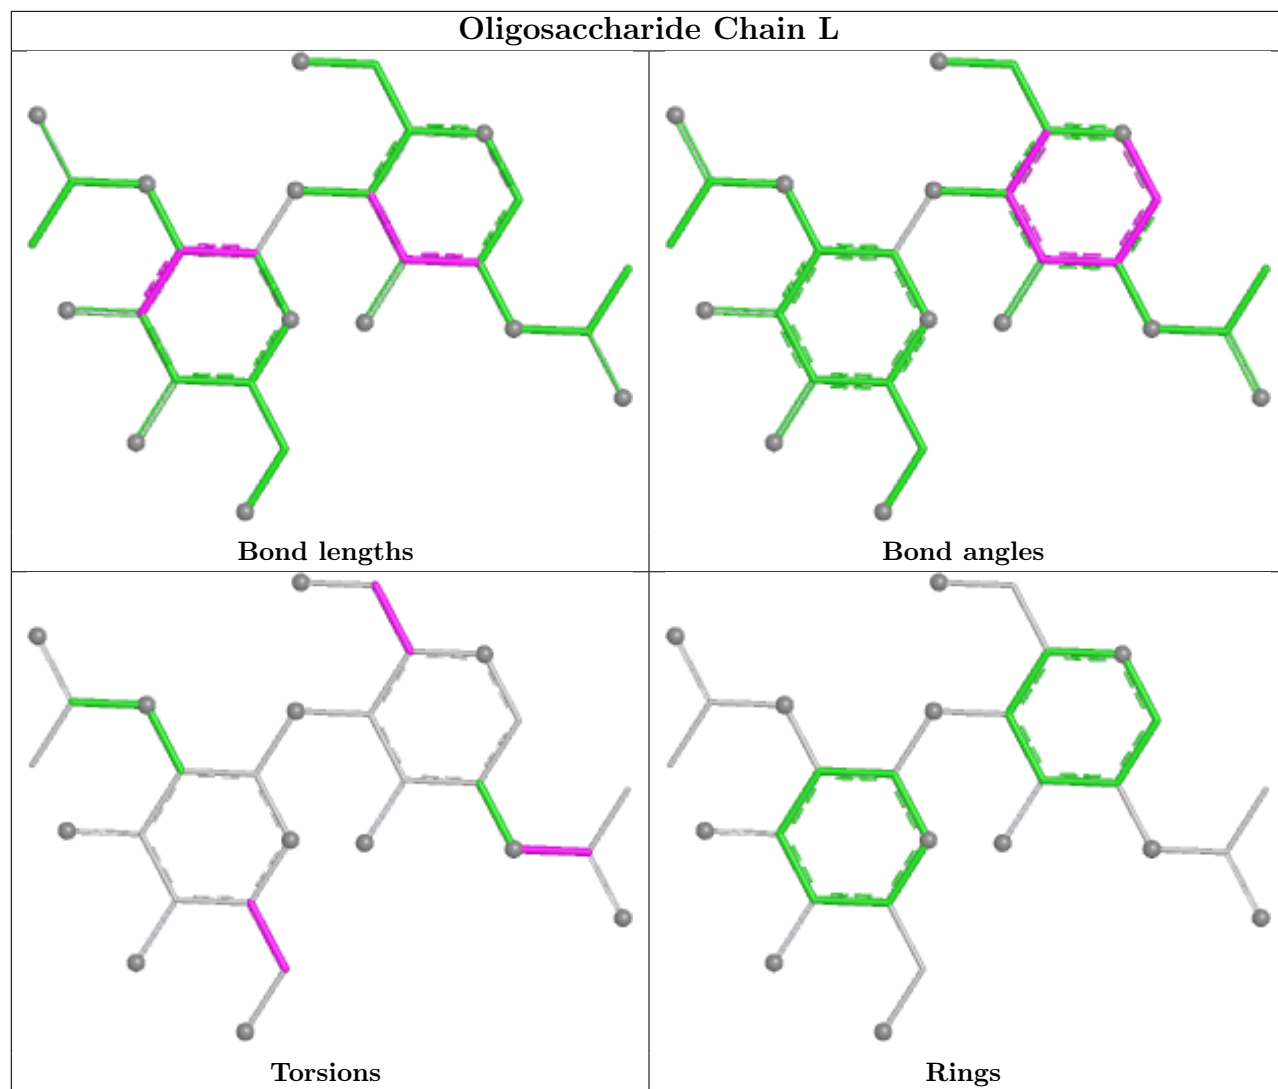 Oligosaccharide Chain L
Bond lengths
Bond angles
Torsions
Rings